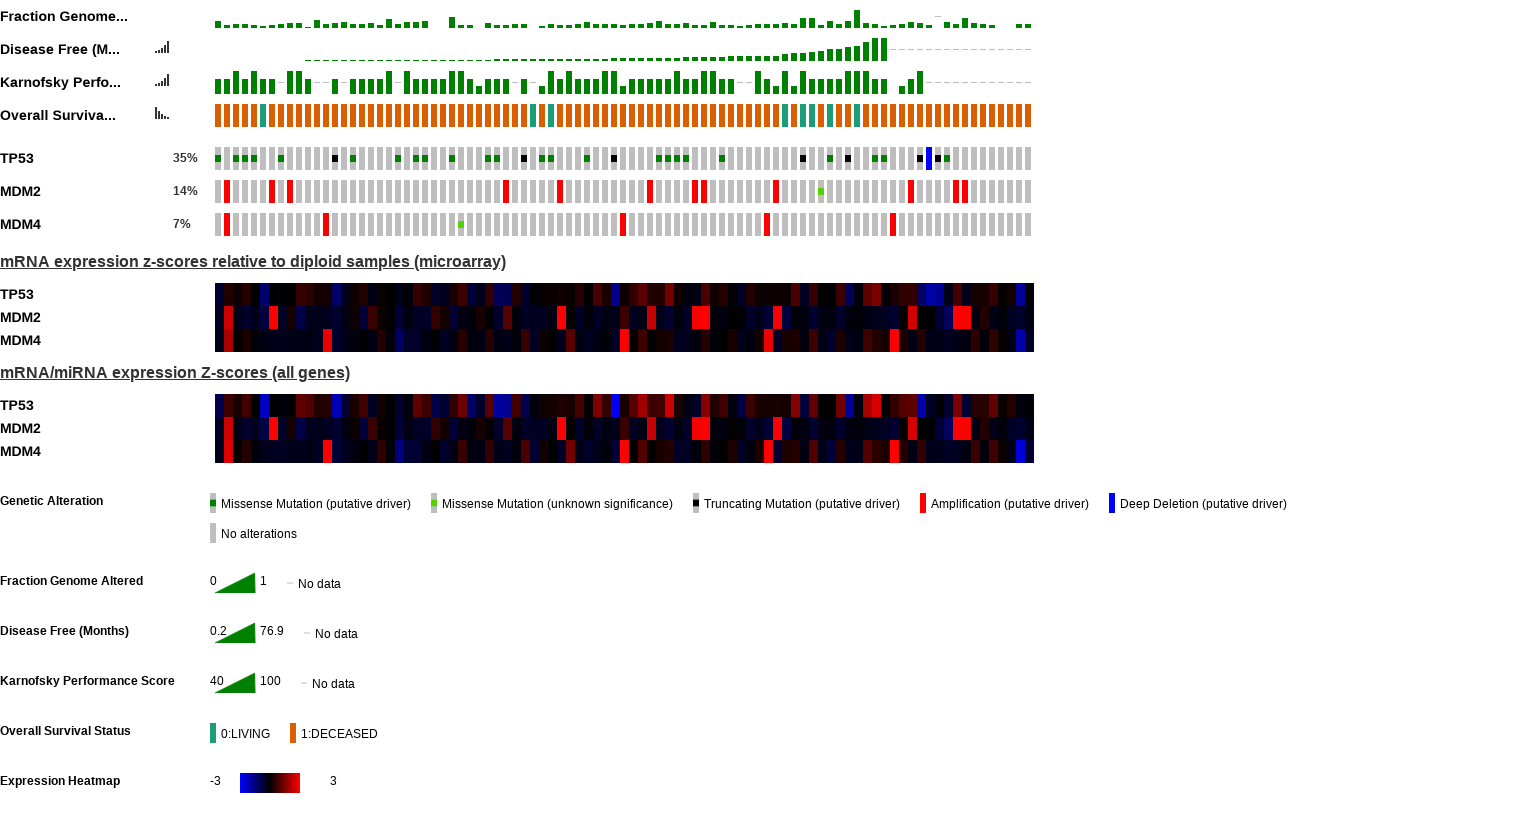 Fraction Genome...
Disease Free (M...
Karnofsky Perfo...
Overall Surviva...
TP53 35%
MDM2 14%
MDM4 7%
mRNA expression z-scores relative to diploid samples (microarray)
TP53
MDM2
MDM4
mRNA/miRNA expression Z-scores (all genes)
TP53
MDM2
MDM4
Genetic Alteration Missense Mutation (putative driver) Missense Mutation (unknown significance) Truncating Mutation (putative driver) Amplification (putative driver) Deep Deletion (putative driver)
No alterations
Fraction Genome Altered 0 1 No data
Disease Free (Months) 0.2 76.9 No data
Karnofsky Performance Score 40 100 No data
Overall Survival Status 0:LIVING 1:DECEASED
Expression Heatmap -3 3